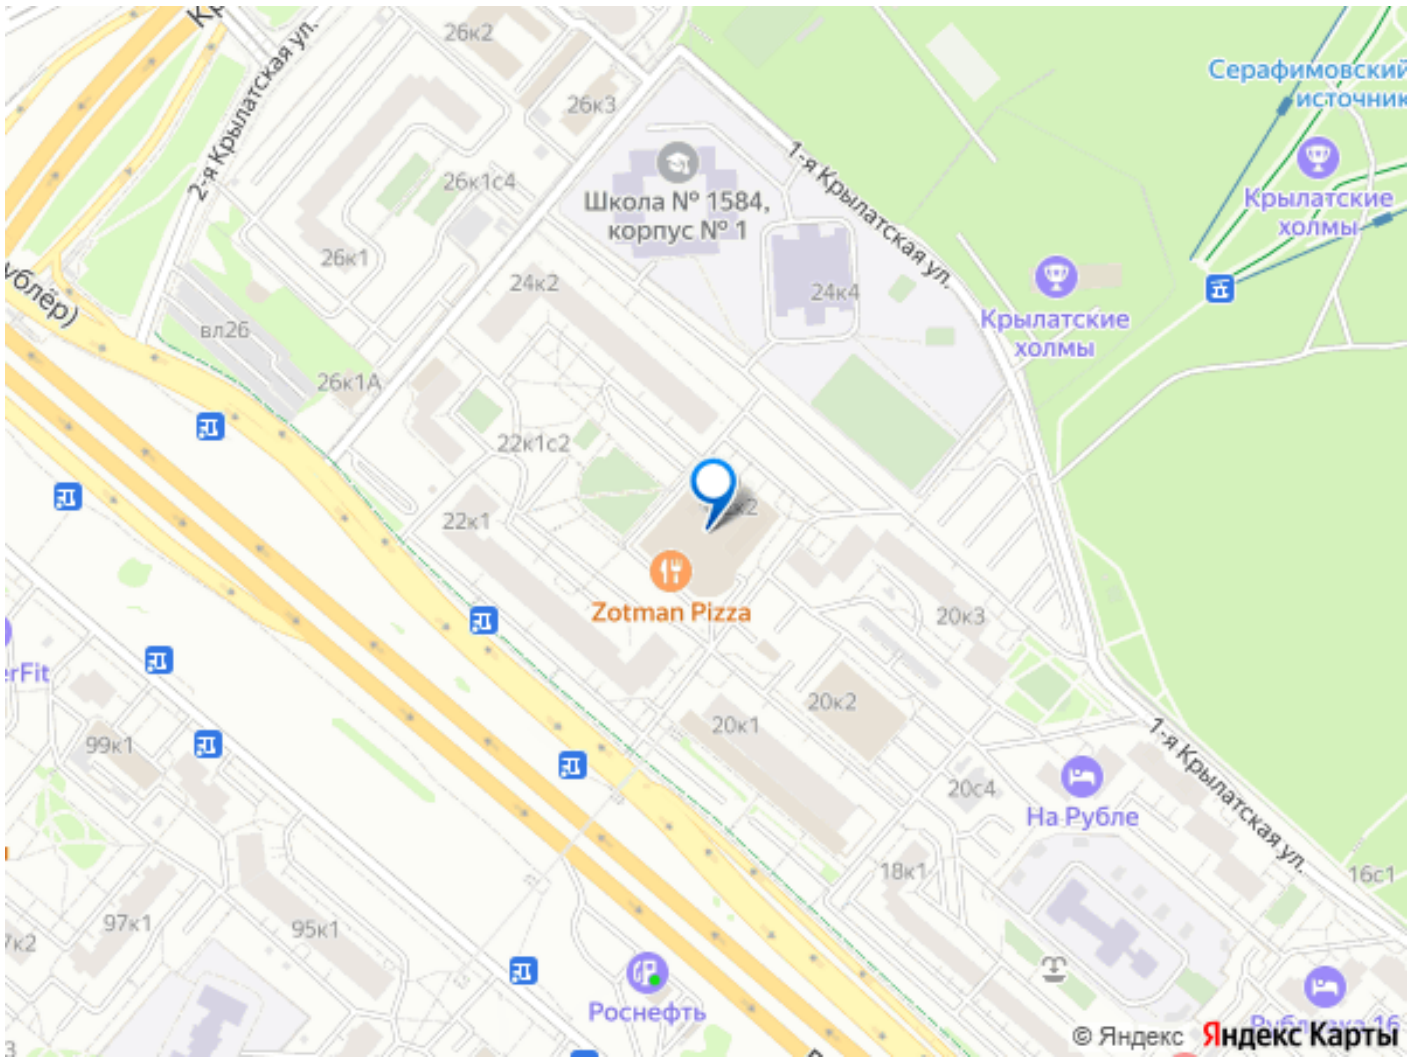 26к2
2-я Крылатская ул.
26к3
Серафимовский
источник
1-я Крылатская ул.
26к1с4
Школа № 1584,
корпус № 1
Крылатские
холмы
26к1
24к2
24к4
Крылатские
холмы
вл26
26к1А
22к1с2
22к1
Zotman Pizza
20к3
20к2
20к1
99к1
20с4
На Рубле
1-я Крылатская ул.
18к1
16с1
97к1
95к1
Роснефть
© Яндекс
Яндекс Карты